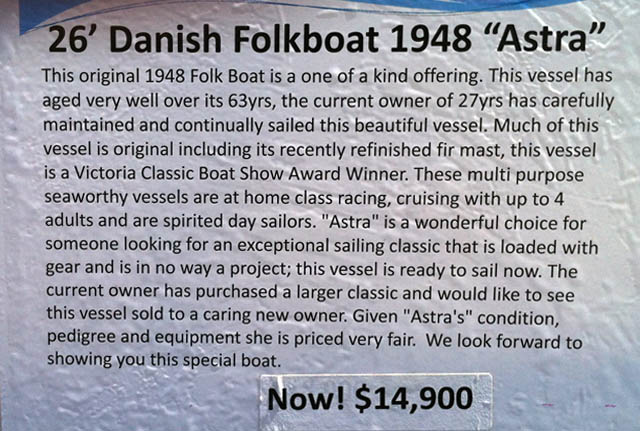 26’ Danish Folkboat 1948 “Astra”
This original 1948 Folk Boat is a one of a kind offering. This vessel has
aged very well over its 63yrs, the current owner of 27yrs has carefully
maintained and continually sailed this beautiful vessel. Much of this
vessel is original including its recently refinished fir mast, this vessel
is a Victoria Classic Boat Show Award Winner. These multi purpose
seaworthy vessels are at home class racing, cruising with up to 4
adults and are spirited day sailors. "Astra" is a wonderful choice for
someone looking for an exceptional sailing classic that is loaded with
gear and is in no way a project; this vessel is ready to sail now. The
current owner has purchased a larger classic and would like to see
this vessel sold to a caring new owner. Given "Astra's" condition,
pedigree and equipment she is priced very fair.  We look forward to
showing you this special boat.
Now! $14,900